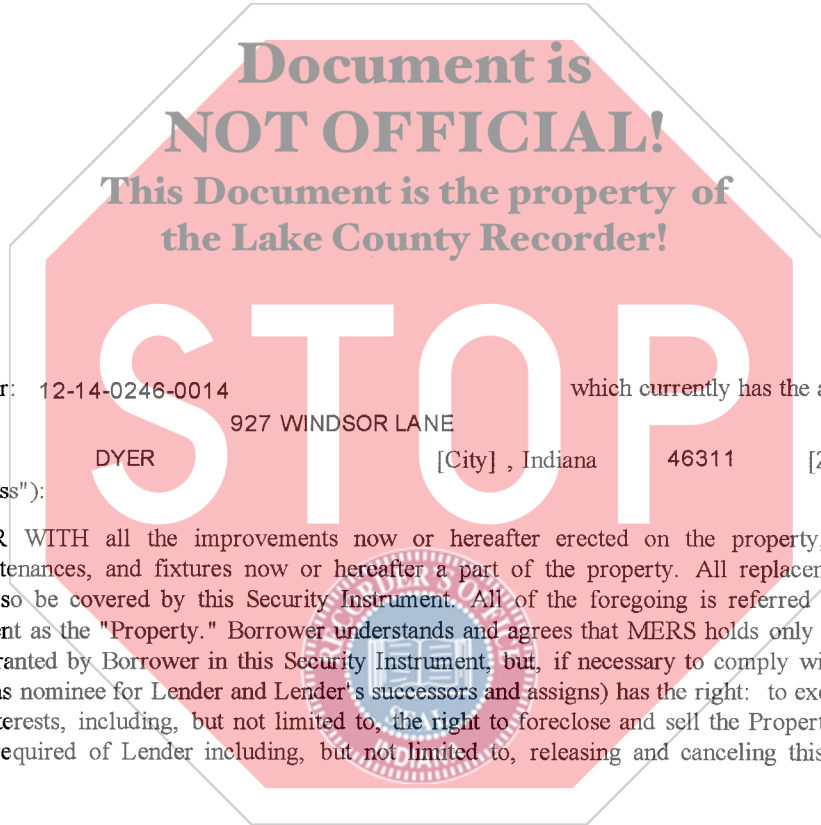 Document is
NOT OFFICIAL!
This Document is the property of
the Lake County Recorder!
STOP
r: 12-14-0246-0014 which currently has the a
927 WINDSOR LANE
DYER [City] , Indiana 46311 [Z
ss"):
R WITH all the improvements now or hereafter erected on the property,
tenances, and fixtures now or hereafter a part of the property. All replacem
so be covered by this Security Instrument. All of the foregoing is referred
nt as the "Property." Borrower understands and agrees that MERS holds only
ranted by Borrower in this Security Instrument, but, if necessary to comply wi
as nominee for Lender and Lender's successors and assigns) has the right: to exe
terests, including, but not limited to, the right to foreclose and sell the Propert
equired of Lender including, but not limited to, releasing and canceling this
RECORDER'S OFFICE
SEAL
INDIANA